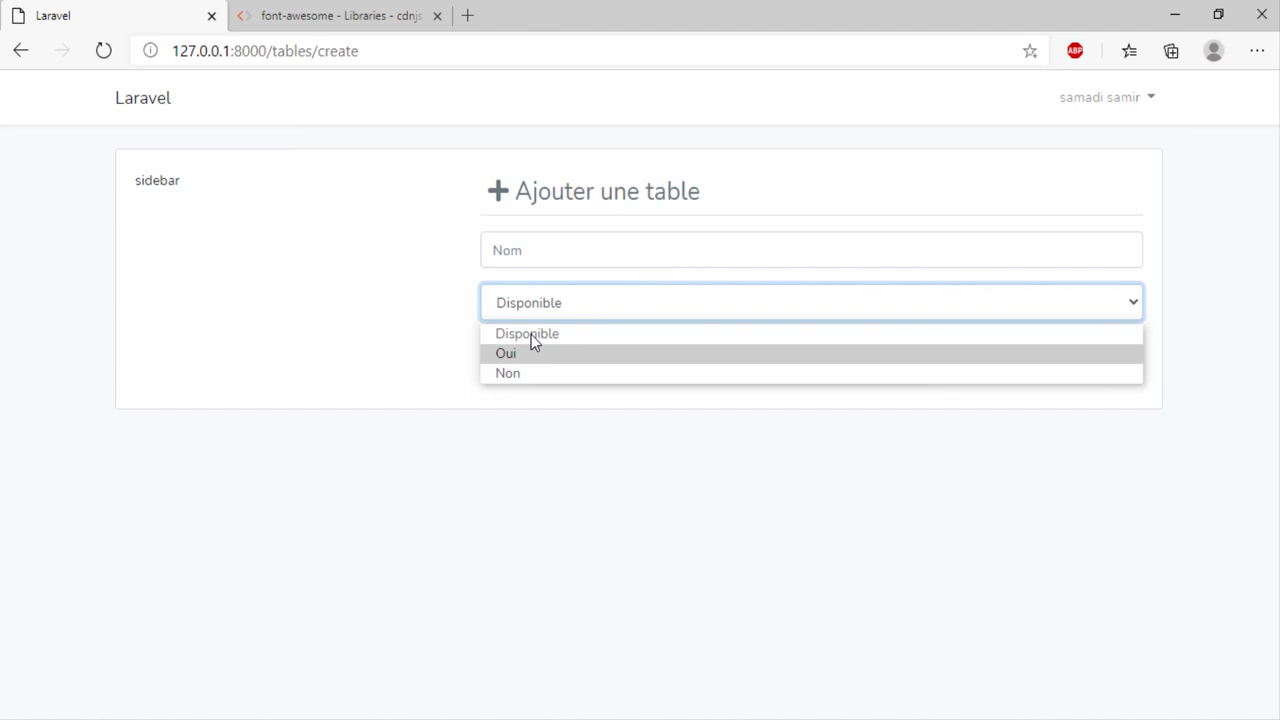 Laravel
font-awesome - Libraries - cdnjs
127.0.0.1:8000/tables/create
ABP
Laravel
samadi samir
sidebar
Ajouter une table
Nom
Disponible
Disponible
Oui
Non